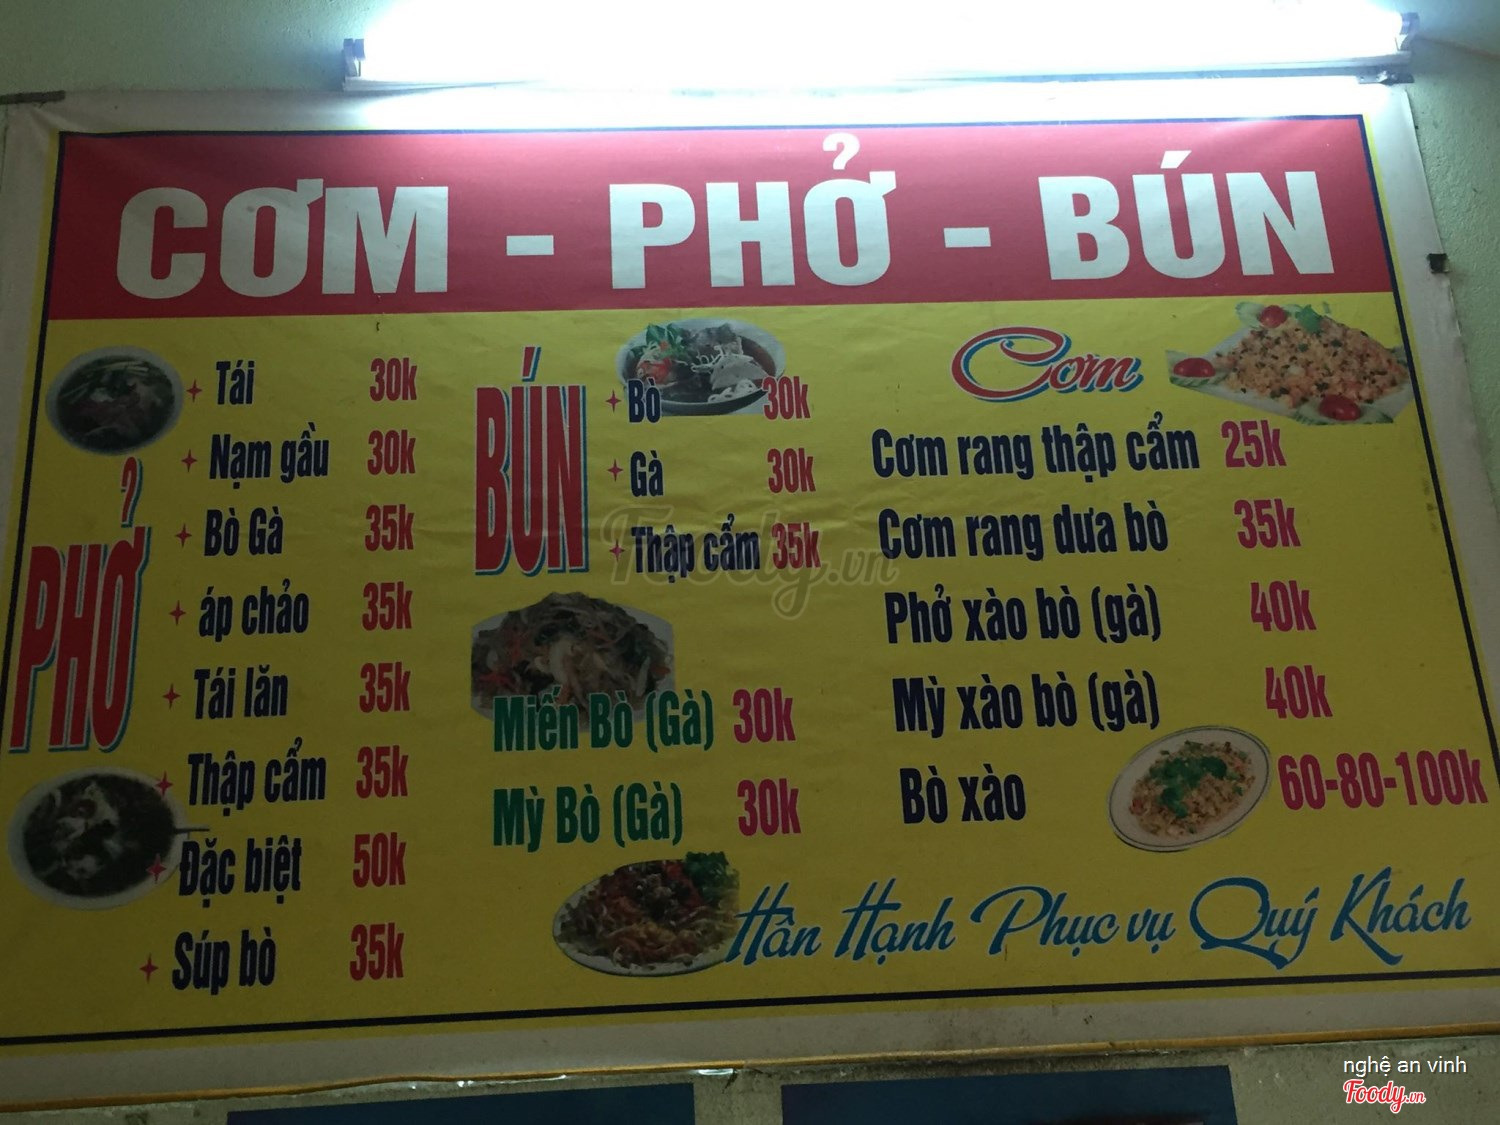 CƠM - PHỞ - BÚN
PHỞ
Tái 30k
Nạm gầu 30k
Bò Gà 35k
áp chảo 35k
Tái lăn 35k
Thập cẩm 35k
Đặc biệt 50k
Súp bò 35k
BÚN
Bò 30k
Gà 30k
Thập cẩm 35k
Miến Bò (Gà) 30k
Mỳ Bò (Gà) 30k
Cơm
Cơm rang thập cẩm 25k
Cơm rang dưa bò 35k
Phở xào bò (gà) 40k
Mỳ xào bò (gà) 40k
Bò xào 60-80-100k
Hân Hạnh Phục vụ Quý Khách
Foody.vn
nghệ an vinh
Foody.vn